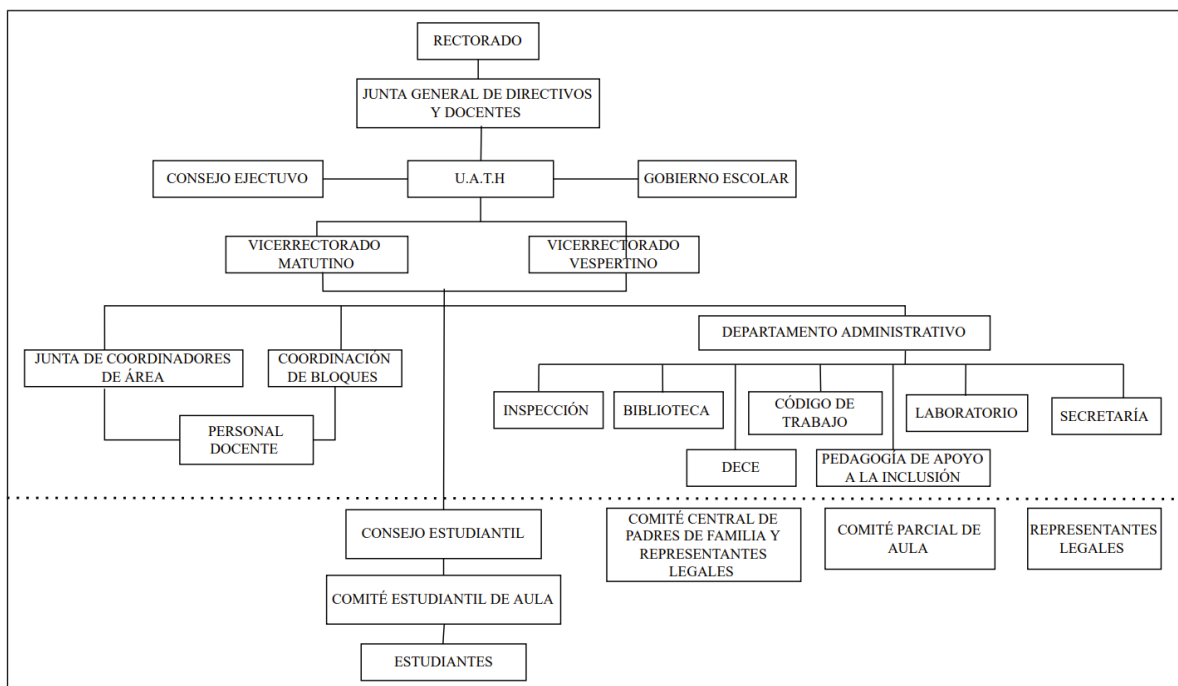 RECTORADO
JUNTA GENERAL DE DIRECTIVOS
Y DOCENTES
CONSEJO EJECTUVO
U.A.T.H
GOBIERNO ESCOLAR
VICERRECTORADO
MATUTINO
VICERRECTORADO
VESPERTINO
DEPARTAMENTO ADMINISTRATIVO
JUNTA DE COORDINADORES
DE ÁREA
COORDINACIÓN
DE BLOQUES
INSPECCIÓN
BIBLIOTECA
CÓDIGO DE
TRABAJO
LABORATORIO
SECRETARÍA
PERSONAL
DOCENTE
DECE
PEDAGOGÍA DE APOYO
A LA INCLUSIÓN
CONSEJO ESTUDIANTIL
COMITÉ CENTRAL DE
PADRES DE FAMILIA Y
REPRESENTANTES
LEGALES
COMITÉ PARCIAL DE
AULA
REPRESENTANTES
LEGALES
COMITÉ ESTUDIANTIL DE AULA
ESTUDIANTES